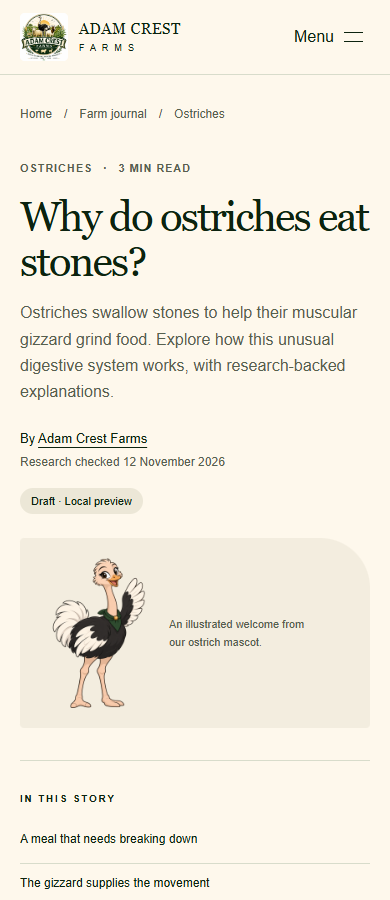 ADAM CREST
FARMS
Menu
Home / Farm journal / Ostriches
OSTRICHES · 3 MIN READ
Why do ostriches eat
stones?
Ostriches swallow stones to help their muscular
gizzard grind food. Explore how this unusual
digestive system works, with research-backed
explanations.
By Adam Crest Farms
Research checked 12 November 2026
Draft · Local preview
An illustrated welcome from
our ostrich mascot.
IN THIS STORY
A meal that needs breaking down
The gizzard supplies the movement